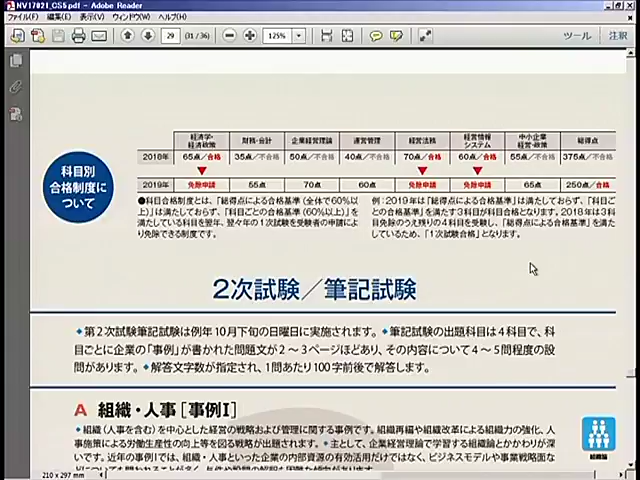 NV17021_CS5.pdf - Adobe Reader
ファイル(F) 編集(E) 表示(V) ウィンドウ(W) ヘルプ(H)
29 (31 / 36) 125% ツール 注釈
科目別
合格制度に
ついて
経済学・経済政策 財務・会計 企業経営理論 運営管理 経営法務 経営情報システム 中小企業経営・政策 総得点
2018年 65点/合格 35点/不合格 50点/不合格 40点/不合格 70点/合格 60点/合格 55点/不合格 375点/不合格
2019年 免除申請 55点 70点 60点 免除申請 免除申請 65点 250点/合格
●科目合格制度とは、「総得点による合格基準(全体で60%以
上)」は満たしておらず、「科目ごとの合格基準(60%以上)」を
満たしている科目を翌年、翌々年の1次試験を受験者の申請によ
り免除できる制度です。
例:2019年は「総得点による合格基準」は満たしておらず、「科目ご
との合格基準」を満たす3科目が科目合格となります。2018年は3科
目免除のうえ残りの4科目を受験し、「総得点による合格基準」を満た
しているため、「1次試験合格」となります。
2次試験/筆記試験
◆第2次試験筆記試験は例年10月下旬の日曜日に実施されます。◆筆記試験の出題科目は4科目で、科
目ごとに企業の「事例」が書かれた問題文が2～3ページほどあり、その内容について4～5問程度の設
問があります。◆解答文字数が指定され、1問あたり100字前後で解答します。
A 組織・人事[事例Ⅰ]
◆組織(人事を含む)を中心とした経営の戦略および管理に関する事例です。組織再編や組織改革による組織力の強化、人
事施策による労働生産性の向上等を図る戦略が出題されます。◆主として、企業経営理論で学習する組織論とかかわりが深
いです。近年の事例Ⅰでは、組織・人事といった企業の内部資源の有効活用だけではなく、ビジネスモデルや事業戦略面な
組織論
210 x 297 mm